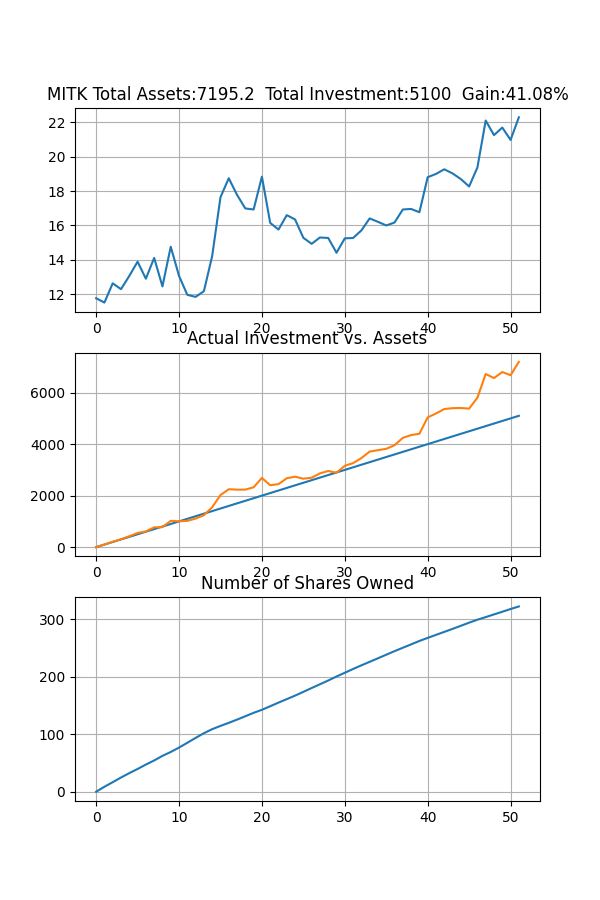 MITK Total Assets:7195.2  Total Investment:5100  Gain:41.08%
22
20
18
16
14
12
0 10 20 30 40 50
Actual Investment vs. Assets
6000
4000
2000
0
0 10 20 30 40 50
Number of Shares Owned
300
200
100
0
0 10 20 30 40 50